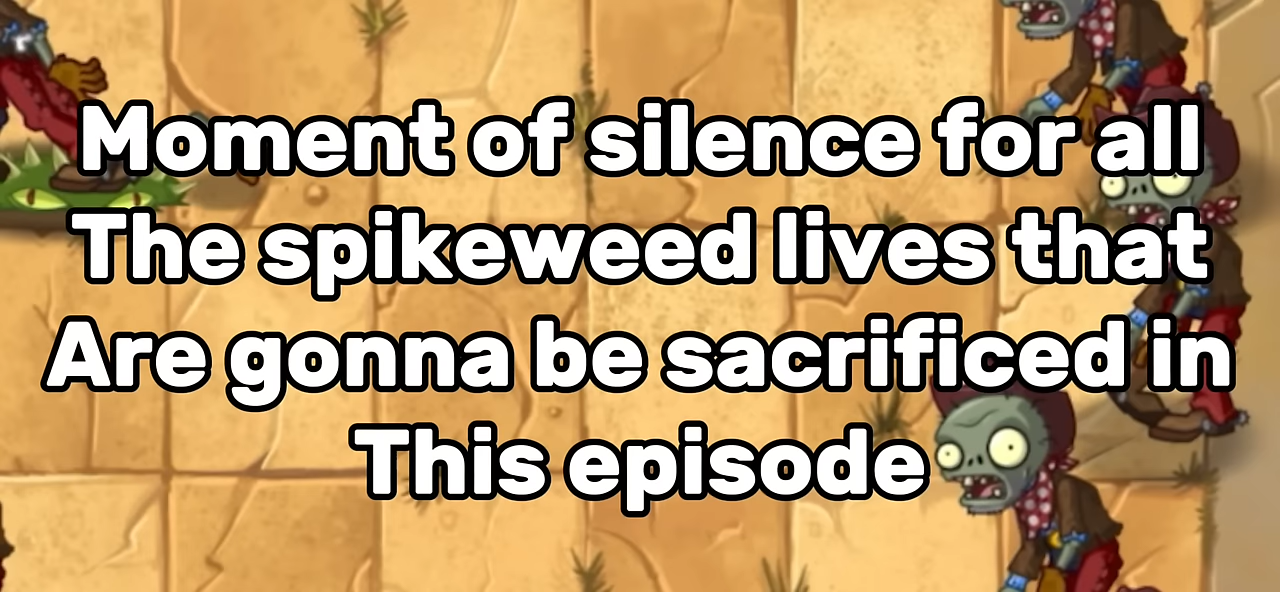 Moment of silence for all
The spikeweed lives that
Are gonna be sacrificed in
This episode